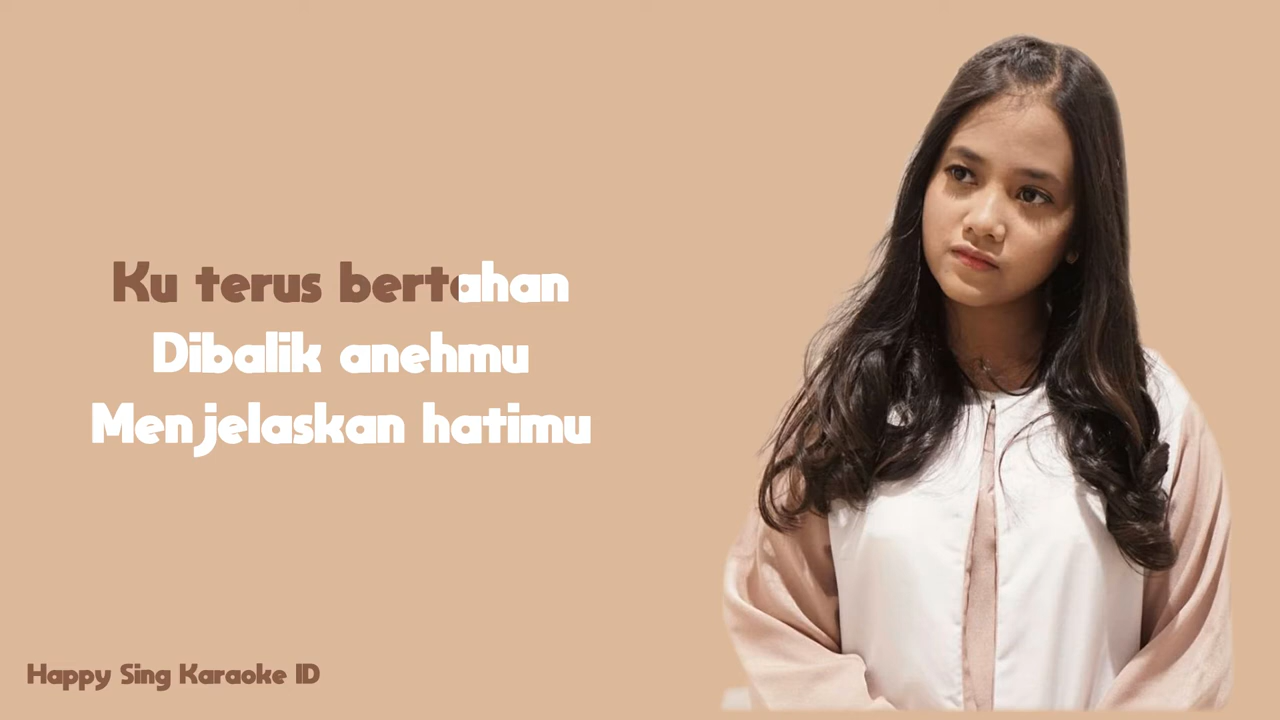 Ku terus bertahan
Dibalik anehmu
Menjelaskan hatimu
Happy Sing Karaoke ID